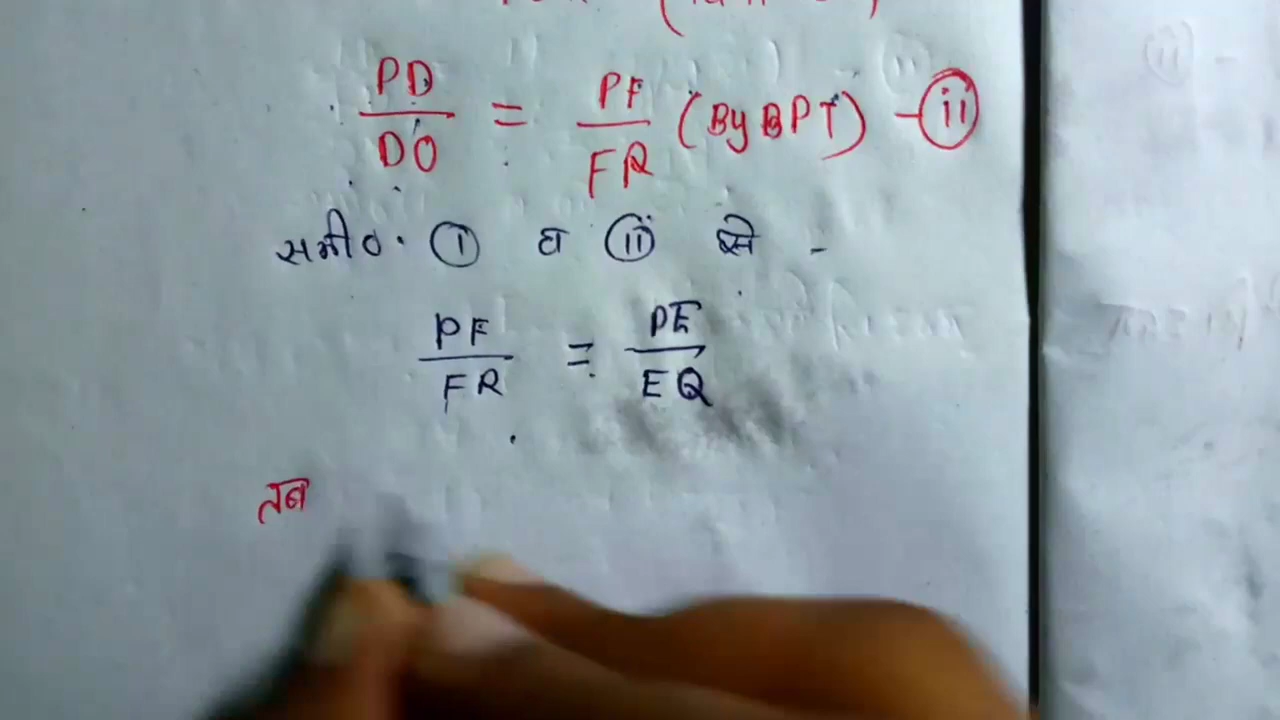 PD/DO = PF/FR (By BPT) - (ii)
समी०. (i) व (ii) से -
PF/FR = PE/EQ
तब